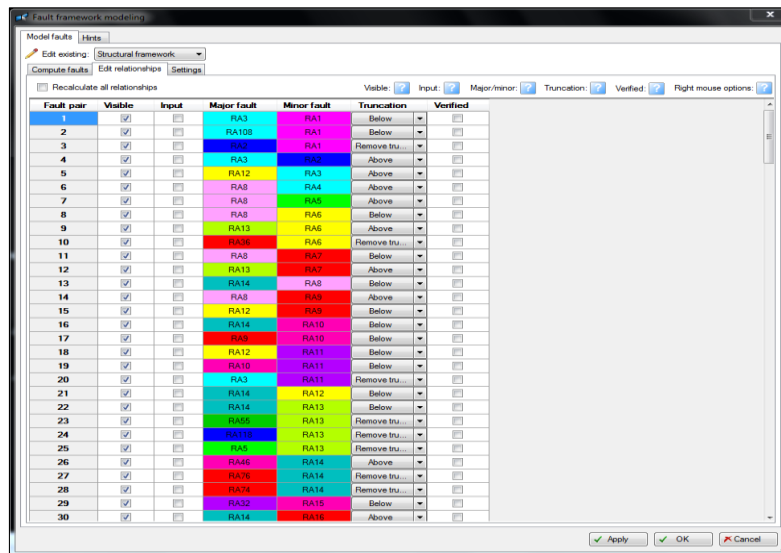 Fault framework modeling
Model faults Hints
Edit existing: Structural framework
Compute faults Edit relationships Settings
Recalculate all relationships Visible: ? Input: ? Major/minor: ? Truncation: ? Verified: ? Right mouse options: ?
Fault pair Visible Input Major fault Minor fault Truncation Verified
1 RA3 RA1 Below
2 RA108 RA1 Below
3 RA2 RA1 Remove tru...
4 RA3 RA2 Above
5 RA12 RA3 Above
6 RA8 RA4 Above
7 RA8 RA5 Above
8 RA8 RA6 Below
9 RA13 RA6 Above
10 RA36 RA6 Remove tru...
11 RA8 RA7 Below
12 RA13 RA7 Above
13 RA14 RA8 Below
14 RA8 RA9 Above
15 RA12 RA9 Below
16 RA14 RA10 Below
17 RA9 RA10 Below
18 RA12 RA11 Below
19 RA10 RA11 Below
20 RA3 RA11 Remove tru...
21 RA14 RA12 Below
22 RA14 RA13 Below
23 RA55 RA13 Remove tru...
24 RA13 Remove tru...
25 RA5 RA13 Remove tru...
26 RA46 RA14 Above
27 RA76 RA14 Remove tru...
28 RA74 RA14 Remove tru...
29 RA32 RA15 Below
30 RA14 RA16 Above
Apply OK Cancel